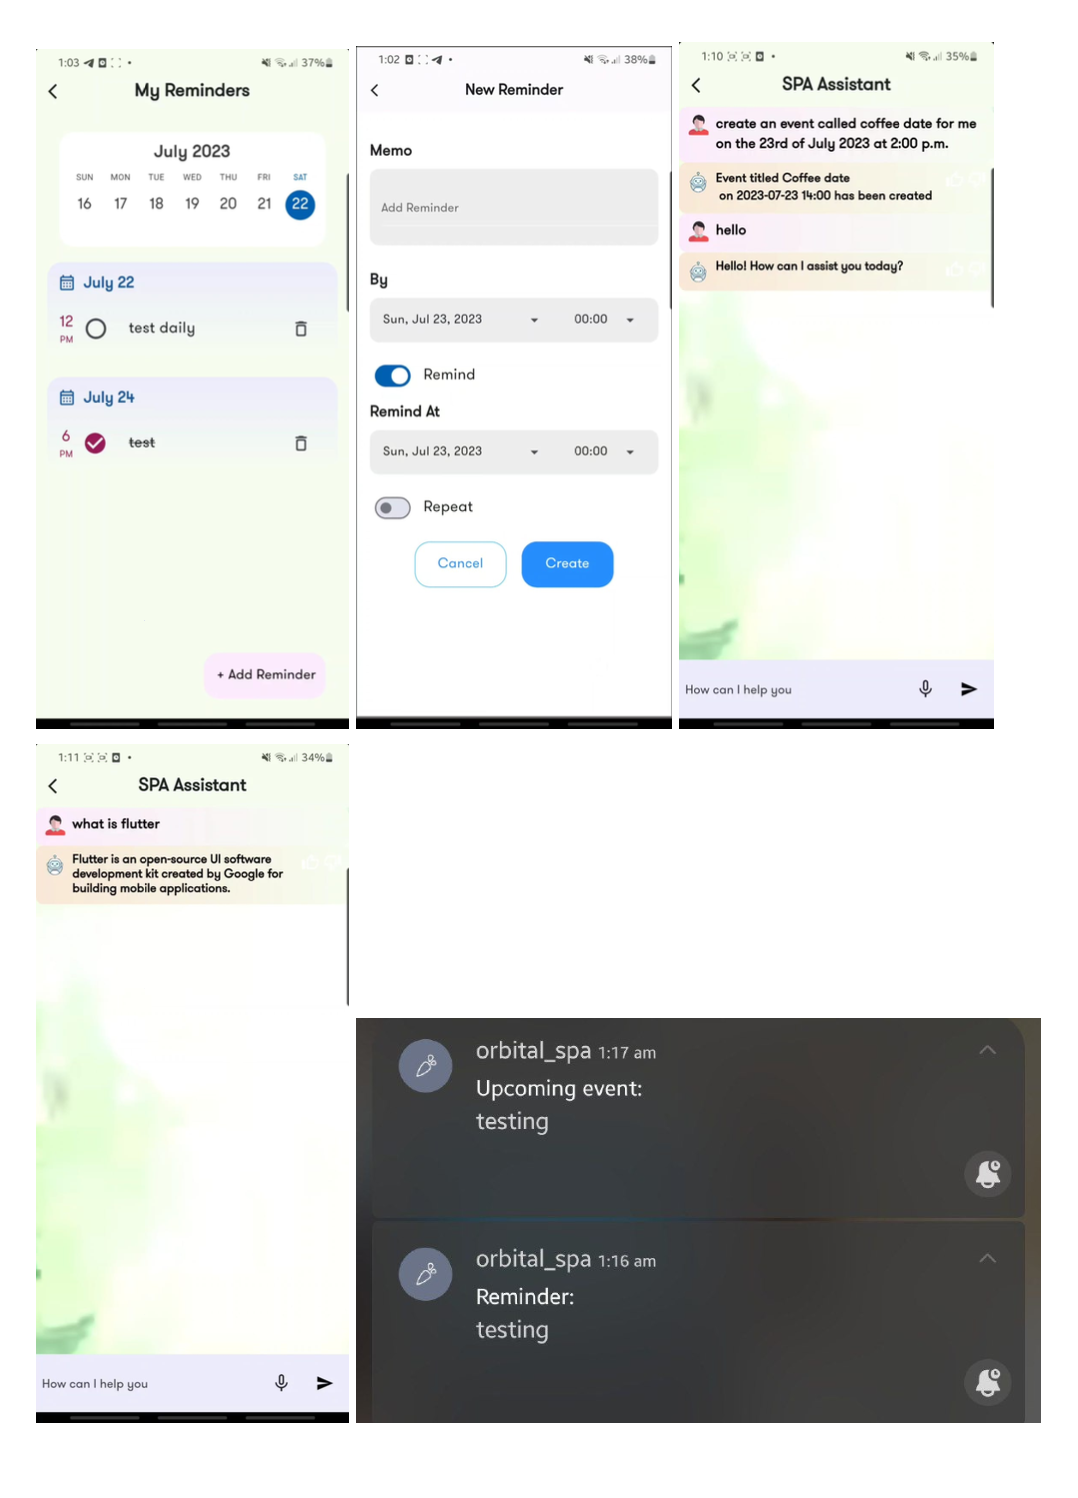 1:03
37%
My Reminders
July 2023
SUN MON TUE WED THU FRI SAT
16 17 18 19 20 21 22
July 22
12 PM test daily
July 24
6 PM test
+ Add Reminder
1:02
38%
New Reminder
Memo
Add Reminder
By
Sun, Jul 23, 2023 00:00
Remind
Remind At
Sun, Jul 23, 2023 00:00
Repeat
Cancel Create
1:10
35%
SPA Assistant
create an event called coffee date for me
on the 23rd of July 2023 at 2:00 p.m.
Event titled Coffee date
on 2023-07-23 14:00 has been created
hello
Hello! How can I assist you today?
How can I help you
1:11
34%
SPA Assistant
what is flutter
Flutter is an open-source UI software
development kit created by Google for
building mobile applications.
How can I help you
orbital_spa 1:17 am
Upcoming event:
testing
orbital_spa 1:16 am
Reminder:
testing